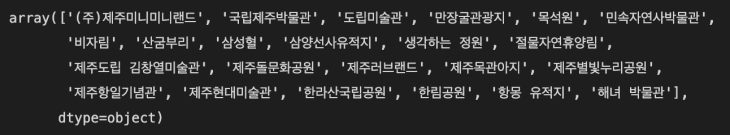 array(['(주)제주미니미니랜드', '국립제주박물관', '도립미술관', '만장굴관광지', '목석원', '민속자연사박물관',
'비자림', '산굼부리', '삼성혈', '삼양선사유적지', '생각하는 정원', '절물자연휴양림',
'제주도립 김창열미술관', '제주돌문화공원', '제주러브랜드', '제주목관아지', '제주별빛누리공원',
'제주항일기념관', '제주현대미술관', '한라산국립공원', '한림공원', '항몽 유적지', '해녀 박물관'],
dtype=object)